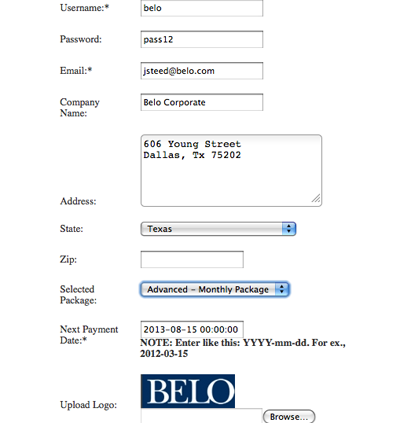 Username:* belo
Password: pass12
Email:* jsteed@belo.com
Company Name: Belo Corporate
606 Young Street
Dallas, Tx 75202
Address:
State: Texas
Zip:
Selected Package: Advanced - Monthly Package
Next Payment Date:* 2013-08-15 00:00:00
NOTE: Enter like this: YYYY-mm-dd. For ex., 2012-03-15
BELO
Upload Logo:
Browse...